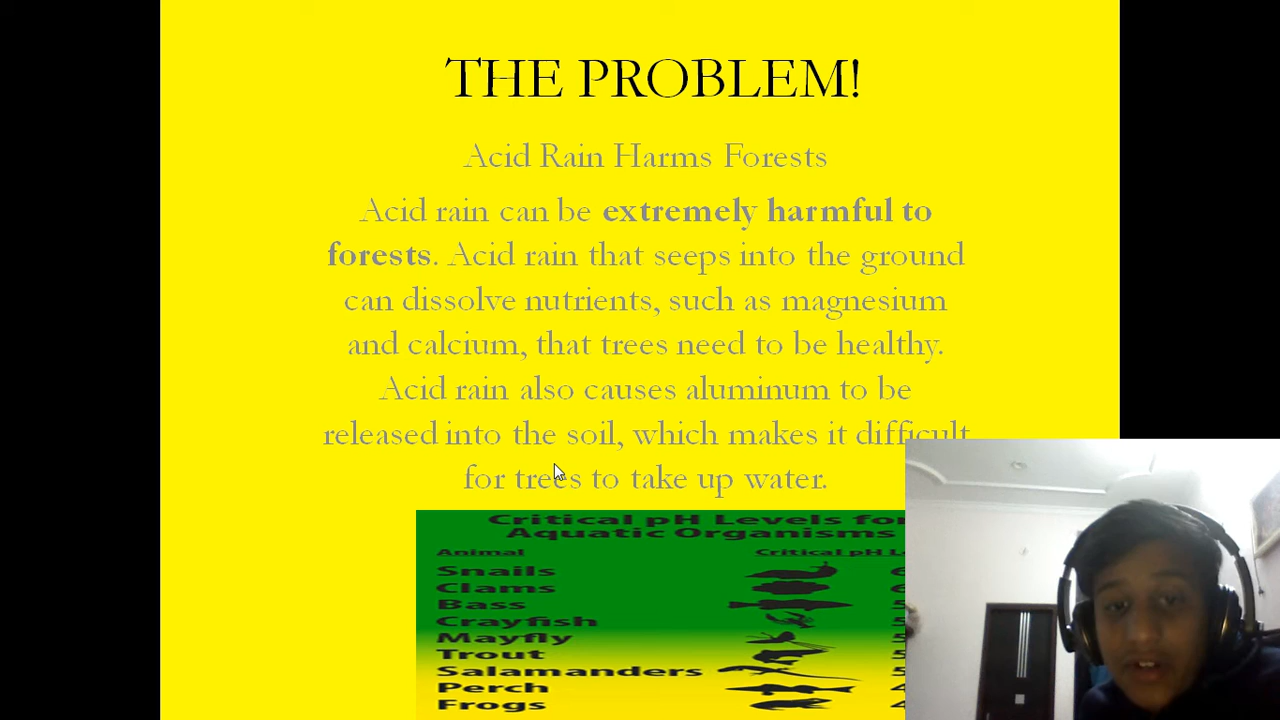 THE PROBLEM!
Acid Rain Harms Forests
Acid rain can be extremely harmful to
forests. Acid rain that seeps into the ground
can dissolve nutrients, such as magnesium
and calcium, that trees need to be healthy.
Acid rain also causes aluminum to be
released into the soil, which makes it difficult
for trees to take up water.
Critical pH Levels for
Aquatic Organisms
Animal Critical pH
Snails
Clams
Bass
Crayfish
Mayfly
Trout
Salamanders
Perch
Frogs